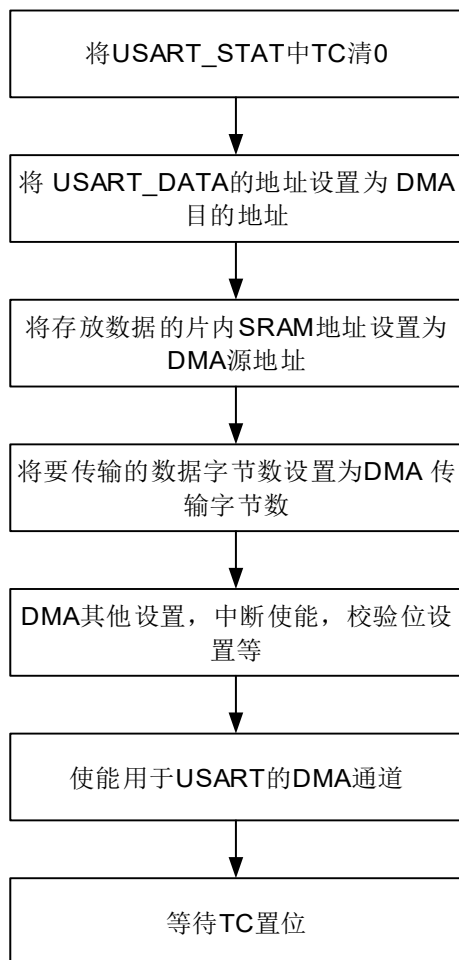 将USART_STAT中TC清0
将 USART_DATA的地址设置为 DMA
目的地址
将存放数据的片内SRAM地址设置为
DMA源地址
将要传输的数据字节数设置为DMA 传
输字节数
DMA其他设置，中断使能，校验位设
置等
使能用于USART的DMA通道
等待TC置位